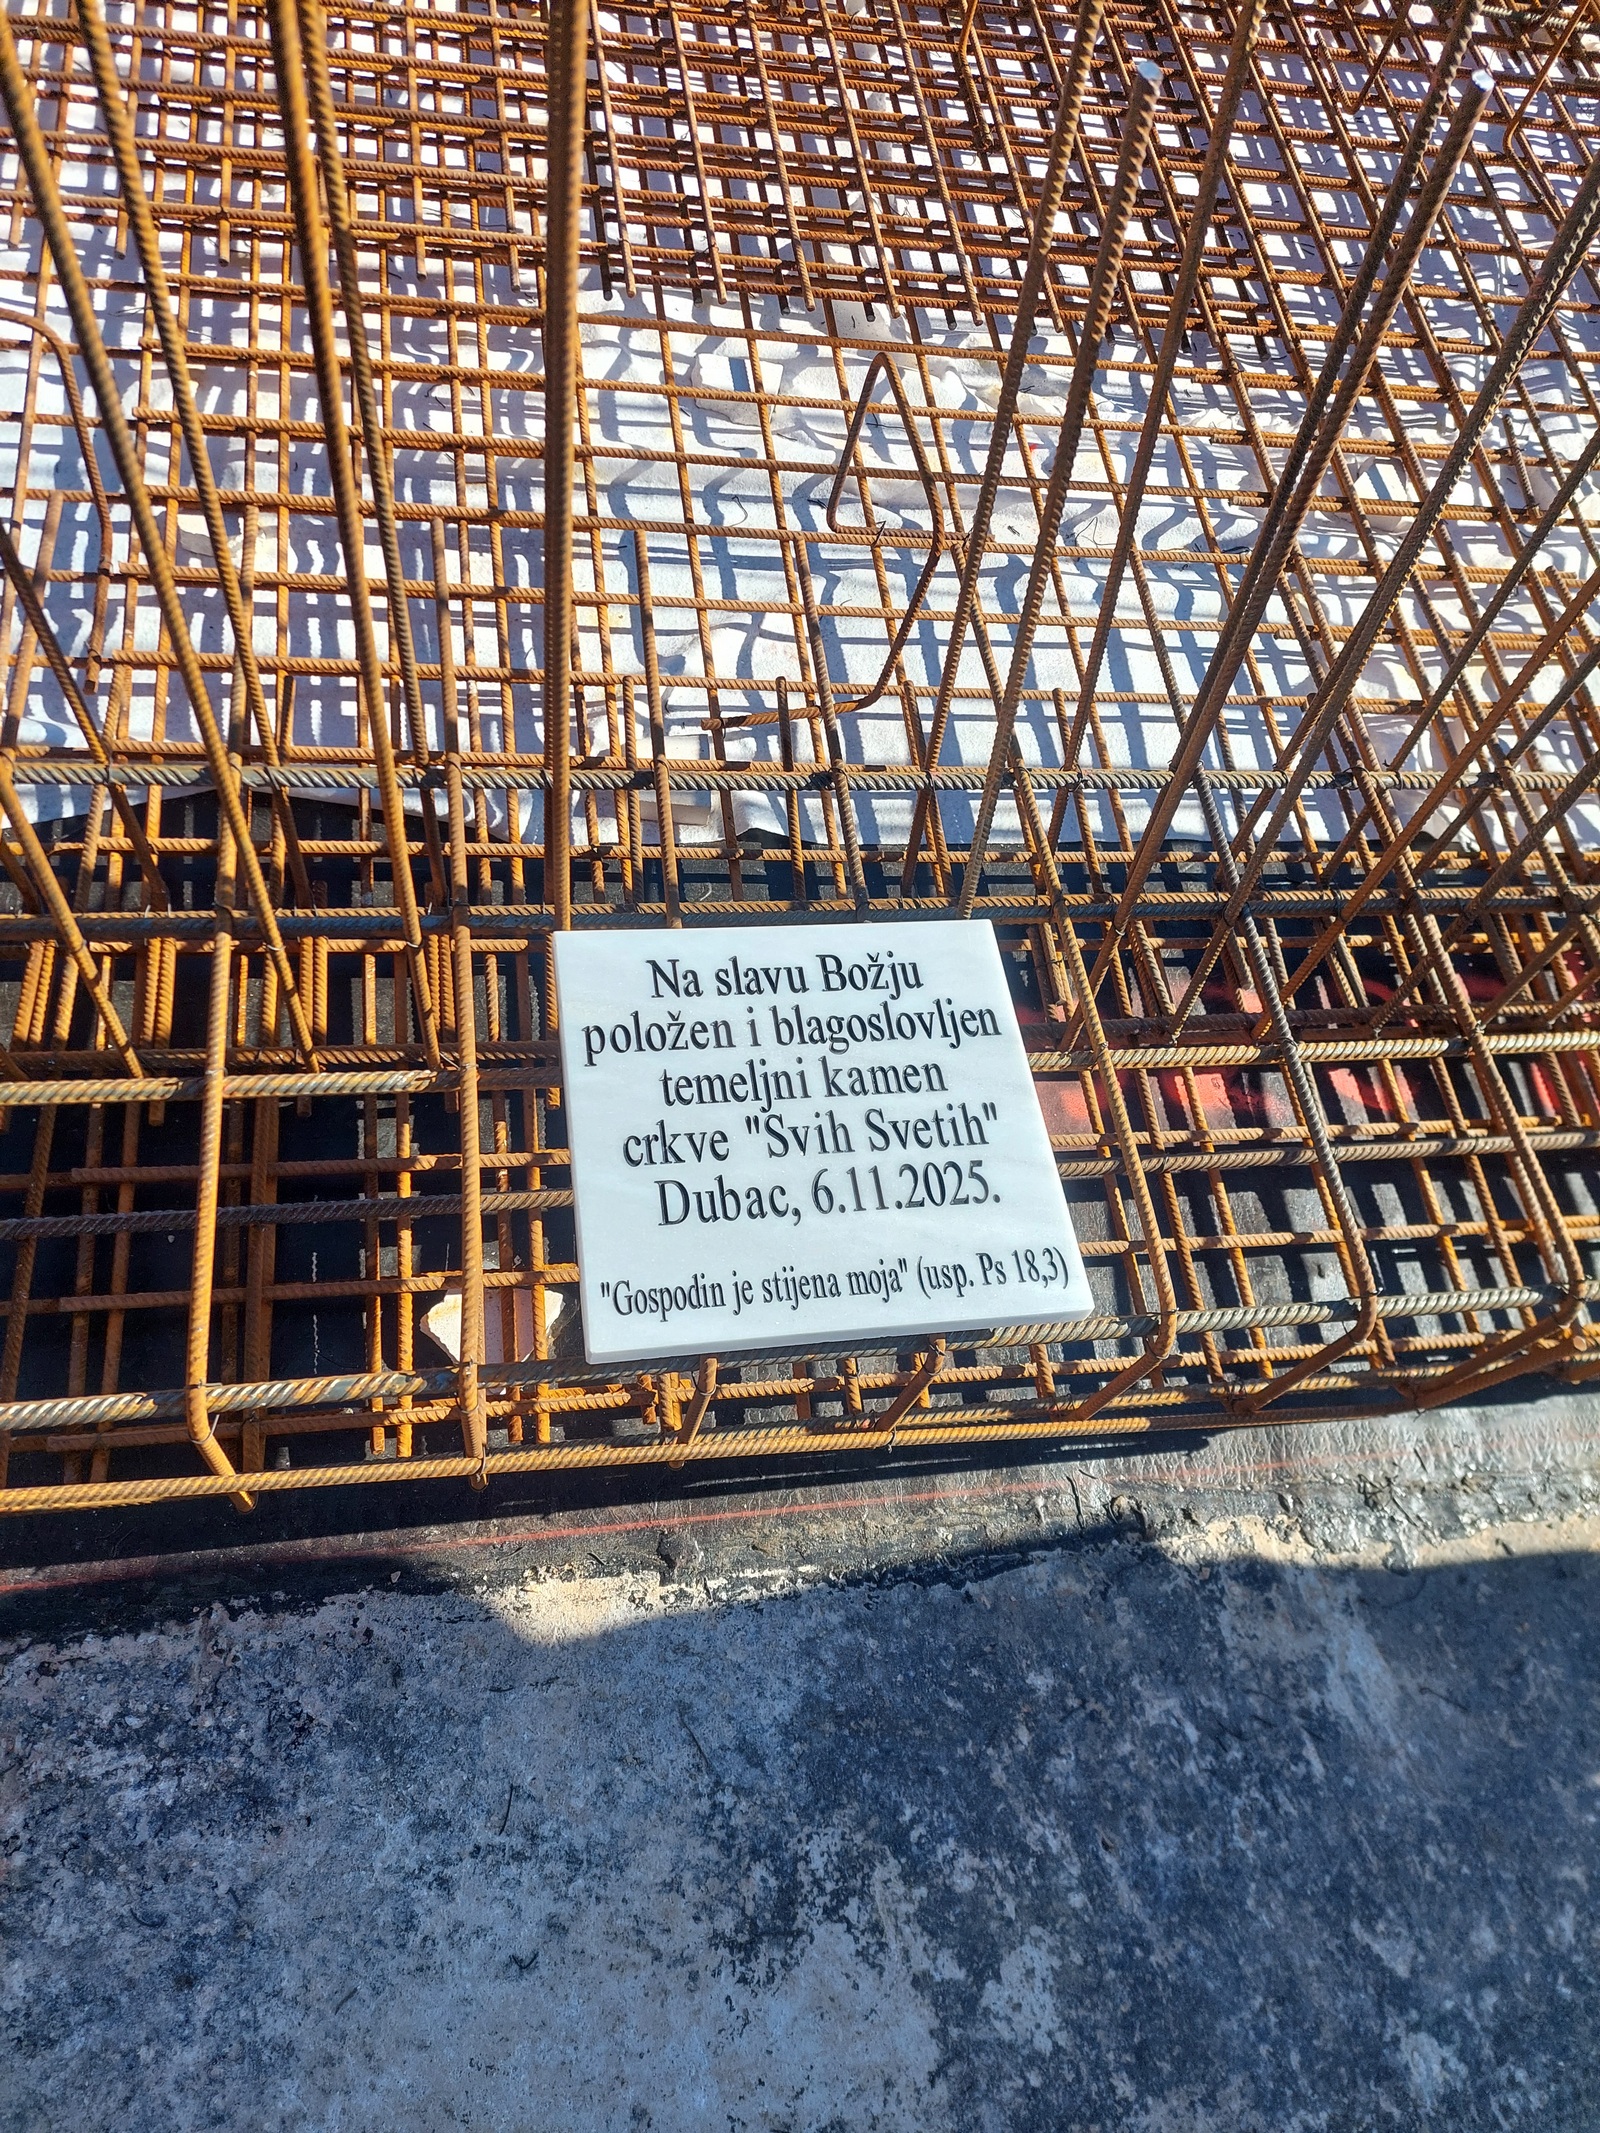 Na slavu Božju
položen i blagoslovljen
temeljni kamen
crkve "Svih Svetih"
Dubac, 6.11.2025.
"Gospodin je stijena moja" (usp. Ps 18,3)